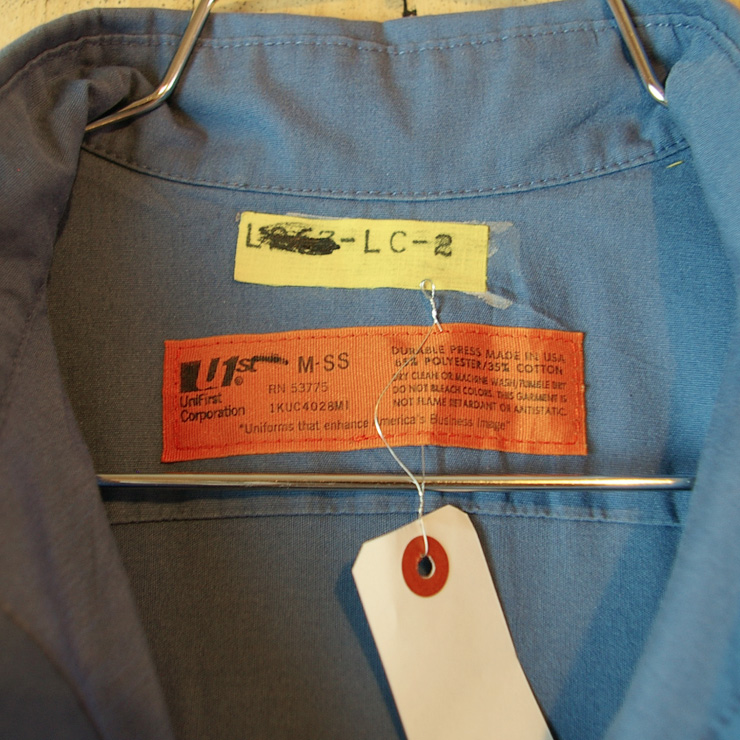 -LC-2
U1st M-SS
UniFirst
Corporation
RN 53775
1KUC4028M1
DURABLE PRESS MADE IN USA
65% POLYESTER/35% COTTON
DRY CLEAN OR MACHINE WASH/TUMBLE DRY
DO NOT BLEACH COLORS. THIS GARMENT IS
NOT FLAME RETARDANT OR ANTISTATIC.
"Uniforms that enhance America's Business Image"